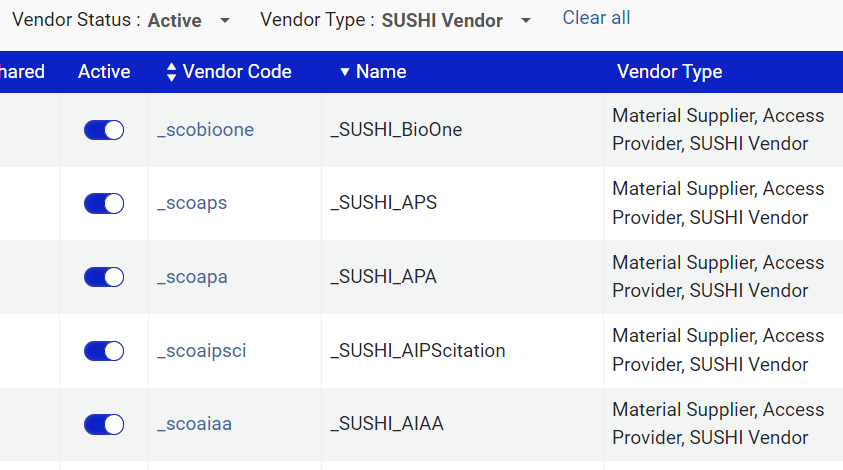 Vendor Status : Active Vendor Type : SUSHI Vendor Clear all
hared Active Vendor Code Name Vendor Type
_scobioone _SUSHI_BioOne Material Supplier, Access
Provider, SUSHI Vendor
_scoaps _SUSHI_APS Material Supplier, Access
Provider, SUSHI Vendor
_scoapa _SUSHI_APA Material Supplier, Access
Provider, SUSHI Vendor
_scoaipsci _SUSHI_AIPScitation Material Supplier, Access
Provider, SUSHI Vendor
_scoaiaa _SUSHI_AIAA Material Supplier, Access
Provider, SUSHI Vendor